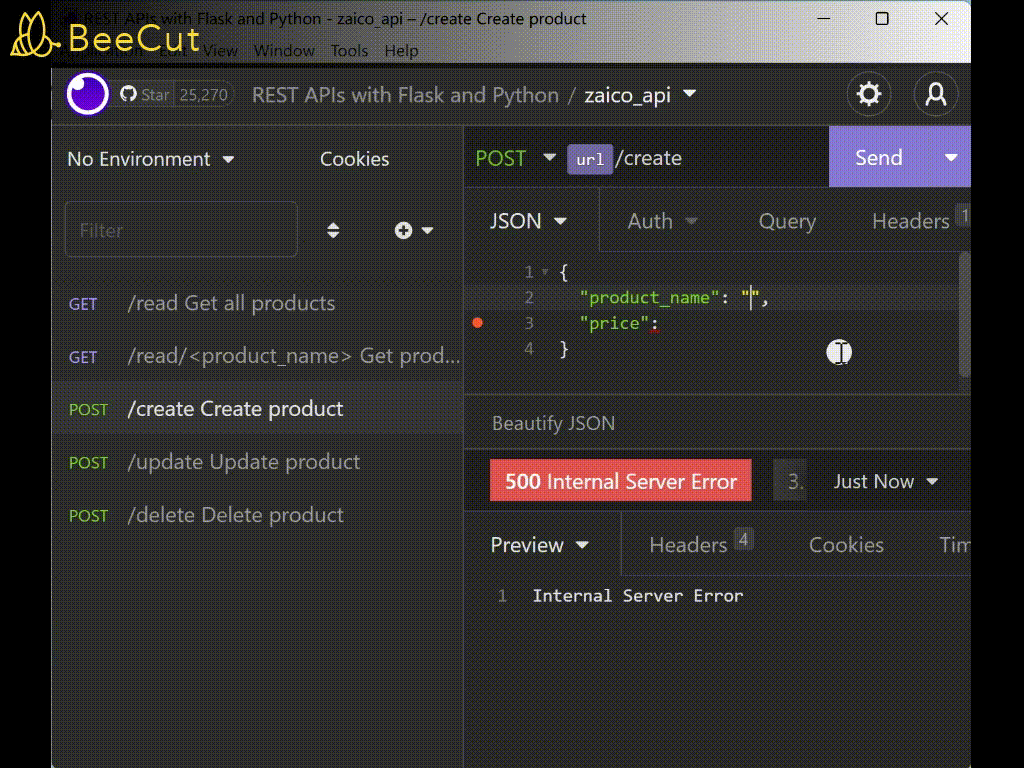 REST APIs with Flask and Python - zaico_api – /create Create product
BeeCut
Edit View Window Tools Help
Star 25,270
REST APIs with Flask and Python / zaico_api
No Environment
Cookies
POST url /create
Send
Filter
JSON
Auth
Query
Headers 1
1 {
2 "product_name": "",
3 "price":
4 }
GET /read Get all products
GET /read/<product_name> Get prod...
POST /create Create product
POST /update Update product
POST /delete Delete product
Beautify JSON
500 Internal Server Error
3.
Just Now
Preview
Headers 4
Cookies
Tim
1 Internal Server Error